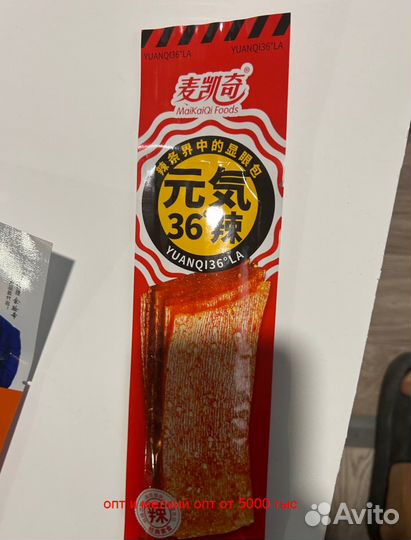 YUANQI36°LA
YUANQI36°LA
麦凯奇®
MaiKaiQi Foods
辣条界中的显眼包
元気
36°辣
YUANQI36°LA
опт и мелкий опт от 5000 тыс
辣
Avito